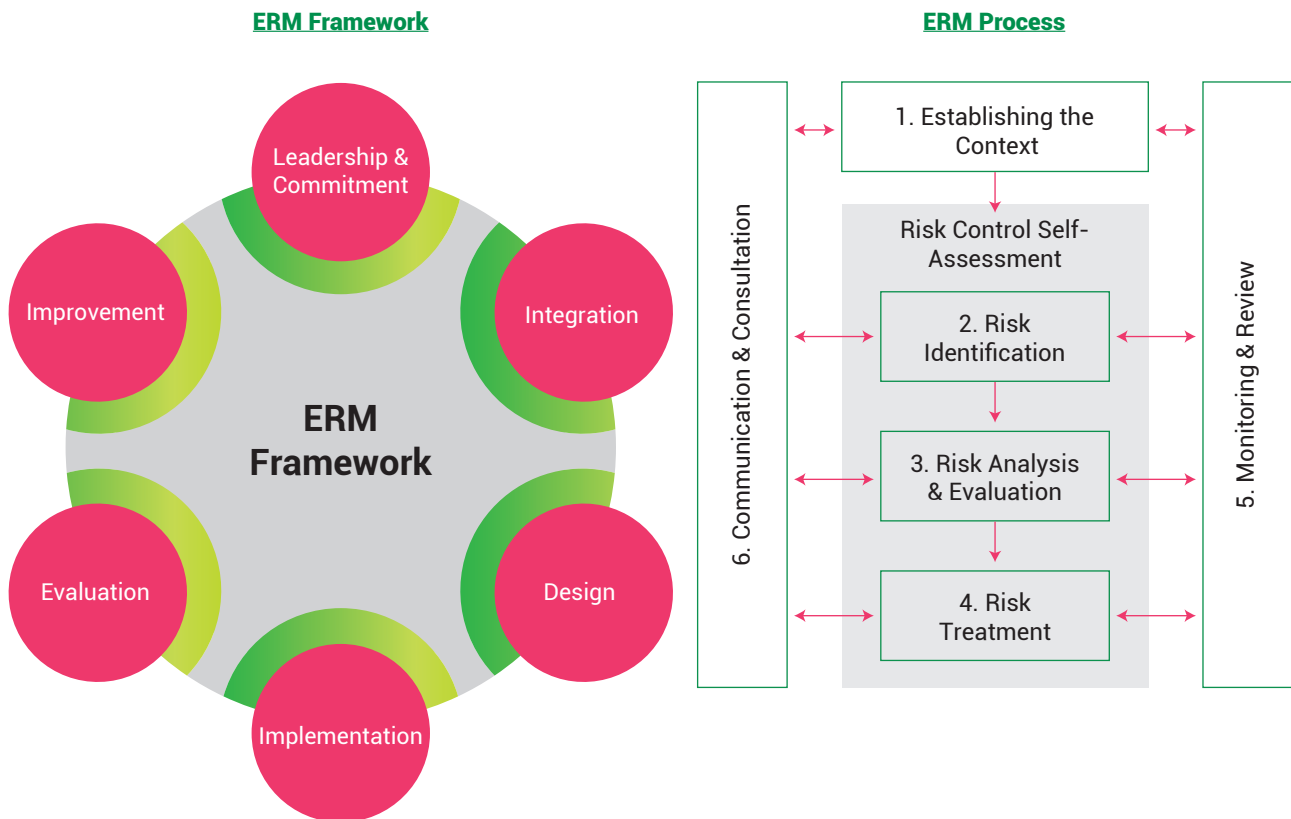 ERM Framework
Leadership &
Commitment
Improvement
Integration
ERM
Framework
Evaluation
Design
Implementation
ERM Process
1. Establishing the
Context
Risk Control Self-
Assessment
2. Risk
Identification
3. Risk Analysis
& Evaluation
4. Risk
Treatment
6. Communication & Consultation
5. Monitoring & Review